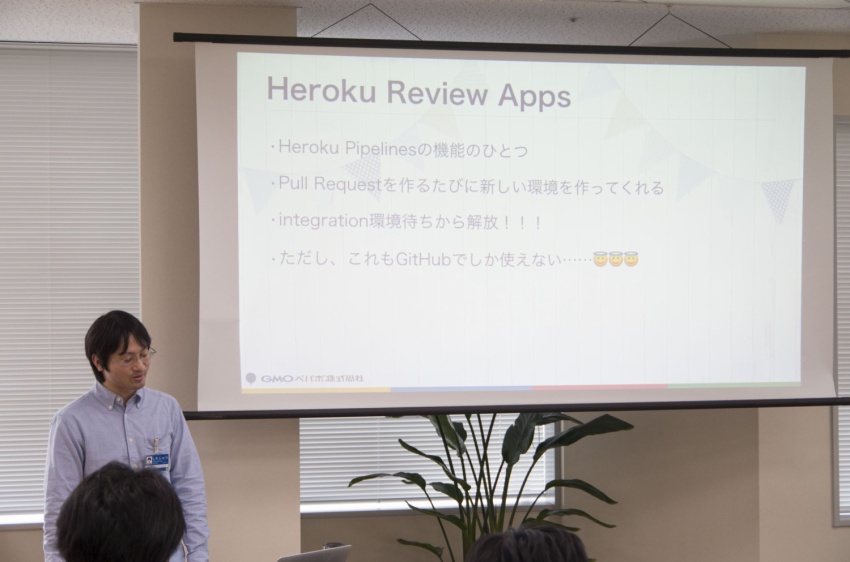 Heroku Review Apps
・Heroku Pipelinesの機能のひとつ
・Pull Requestを作るたびに新しい環境を作ってくれる
・integration環境待ちから解放！！！
・ただし、これもGitHubでしか使えない……😇😇😇
GMOペパボ株式会社